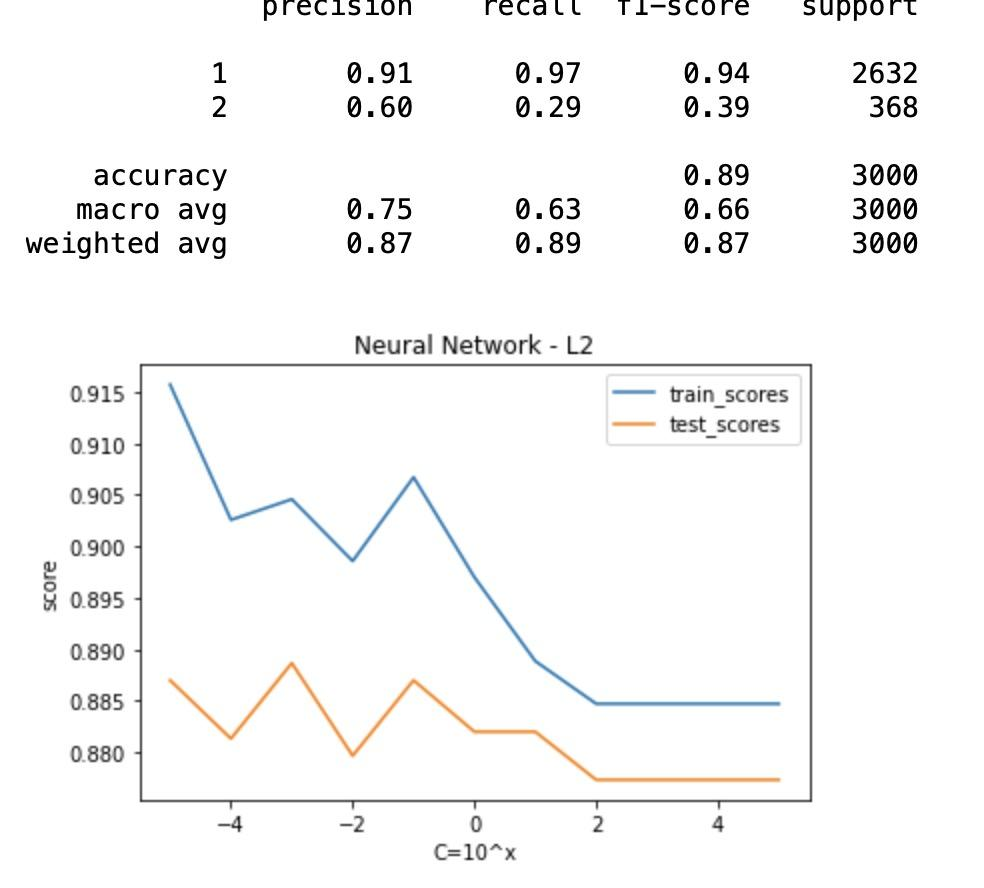 precision recall f1-score support
1 0.91 0.97 0.94 2632
2 0.60 0.29 0.39 368
accuracy 0.89 3000
macro avg 0.75 0.63 0.66 3000
weighted avg 0.87 0.89 0.87 3000
Neural Network - L2
train_scores
test_scores
0.915
0.910
0.905
0.900
0.895
0.890
0.885
0.880
score
−4 −2 0 2 4
C=10^x